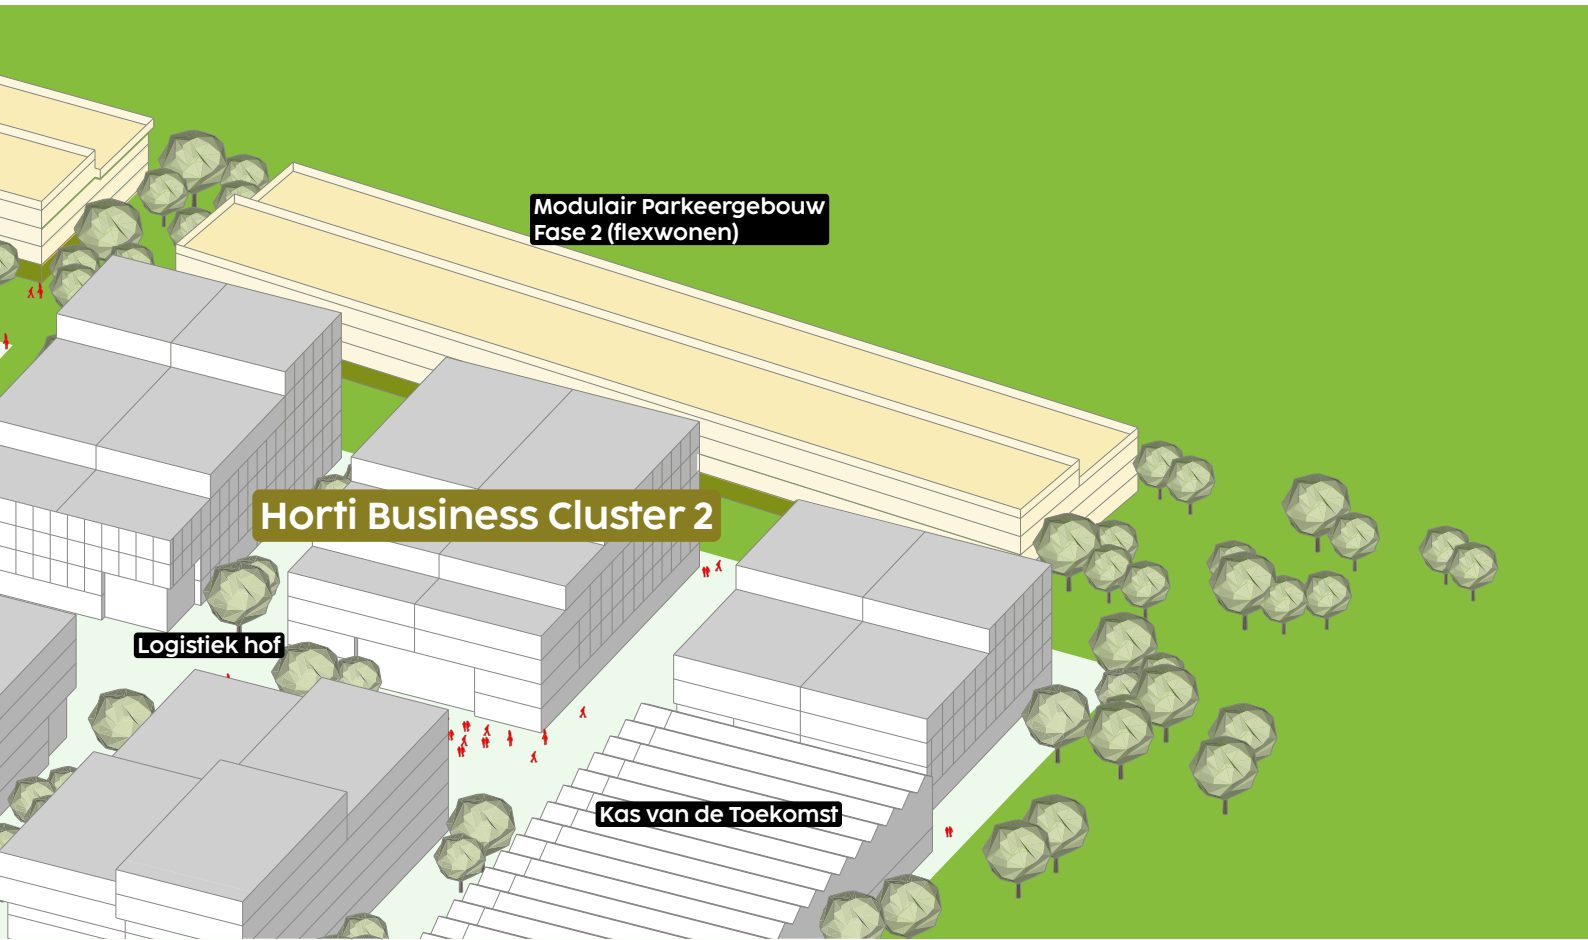 Modulair Parkeergebouw
Fase 2 (flexwonen)
Horti Business Cluster 2
Logistiek hof
Kas van de Toekomst